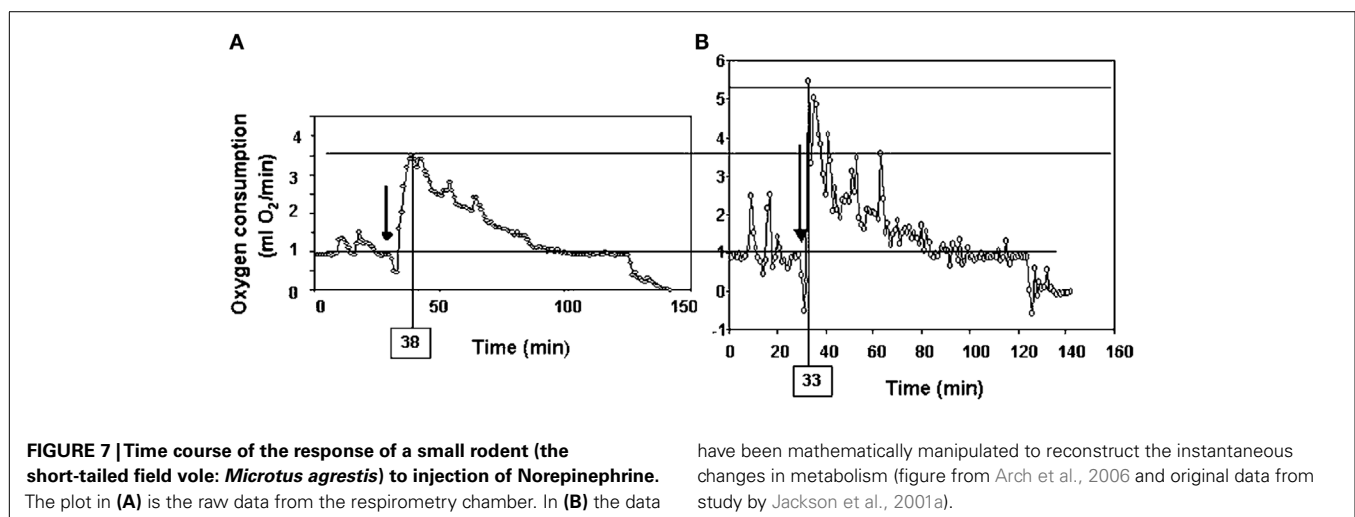 A
Oxygen consumption
(ml O₂/min)
4
3
2
1
0
0
50
100
150
38
Time (min)
B
6
5
4
3
2
1
0
-1
0
20
40
60
80
100
120
140
160
33
Time (min)
FIGURE 7 | Time course of the response of a small rodent (the
short-tailed field vole: Microtus agrestis) to injection of Norepinephrine.
The plot in (A) is the raw data from the respirometry chamber. In (B) the data
have been mathematically manipulated to reconstruct the instantaneous
changes in metabolism (figure from Arch et al., 2006 and original data from
study by Jackson et al., 2001a).